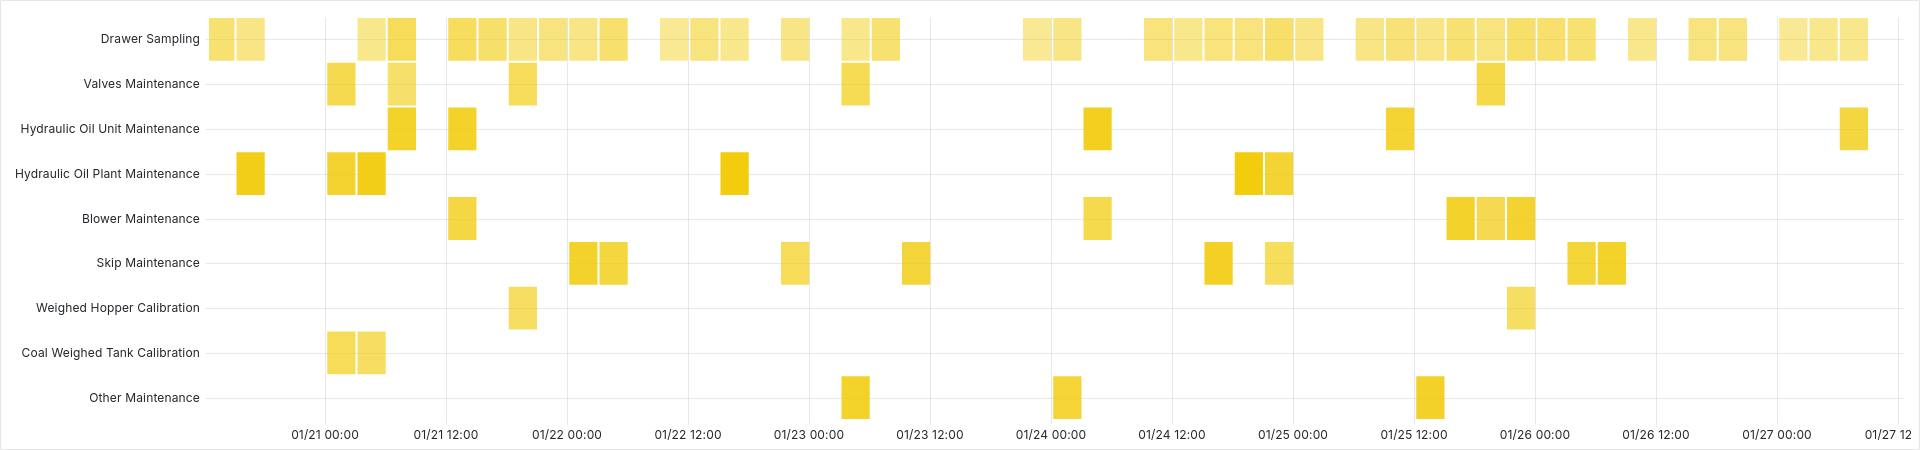 Drawer Sampling
Valves Maintenance
Hydraulic Oil Unit Maintenance
Hydraulic Oil Plant Maintenance
Blower Maintenance
Skip Maintenance
Weighed Hopper Calibration
Coal Weighed Tank Calibration
Other Maintenance
01/21 00:00 01/21 12:00 01/22 00:00 01/22 12:00 01/23 00:00 01/23 12:00 01/24 00:00 01/24 12:00 01/25 00:00 01/25 12:00 01/26 00:00 01/26 12:00 01/27 00:00 01/27 12